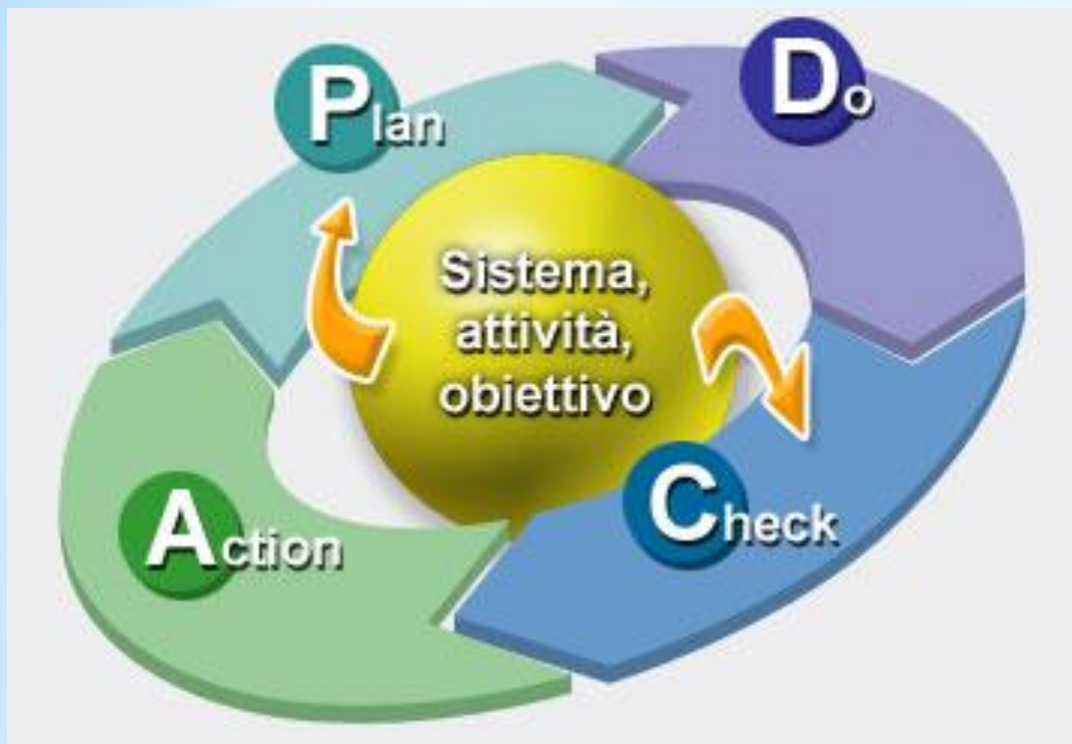 Plan
Do
Sistema,
attività,
obiettivo
Check
Action